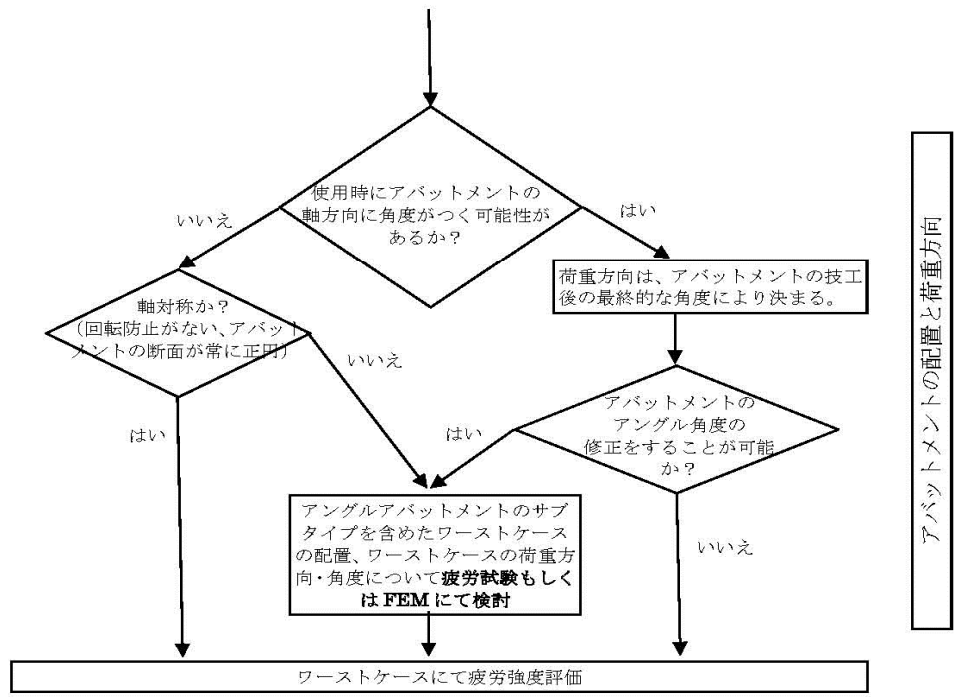 使用時にアバットメントの
軸方向に角度がつく可能性が
あるか?
いいえ
はい
荷重方向は、アバットメントの技工
後の最終的な角度により決まる。
軸対称か?
(回転防止がない、アバット
メントの断面が常に正円)
いいえ
はい
アバットメントの
アングル角度の
修正をすることが可能
か?
はい
いいえ
アングルアバットメントのサブ
タイプを含めたワーストケース
の配置、ワーストケースの荷重方
向・角度について疲労試験もしく
はFEMにて検討
ワーストケースにて疲労強度評価
アバットメントの配置と荷重方向